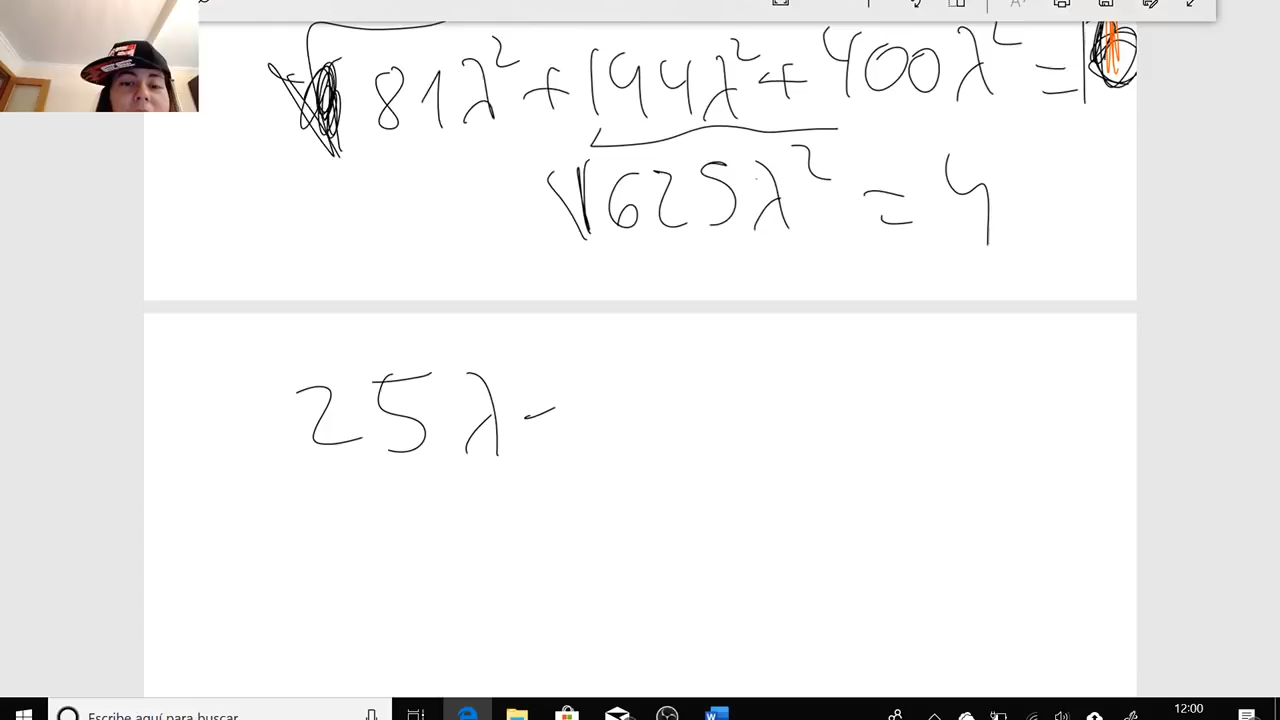 √81λ²+144λ²+400λ²=
√625λ² = 4
25λ-
Escribe aquí para buscar
12:00